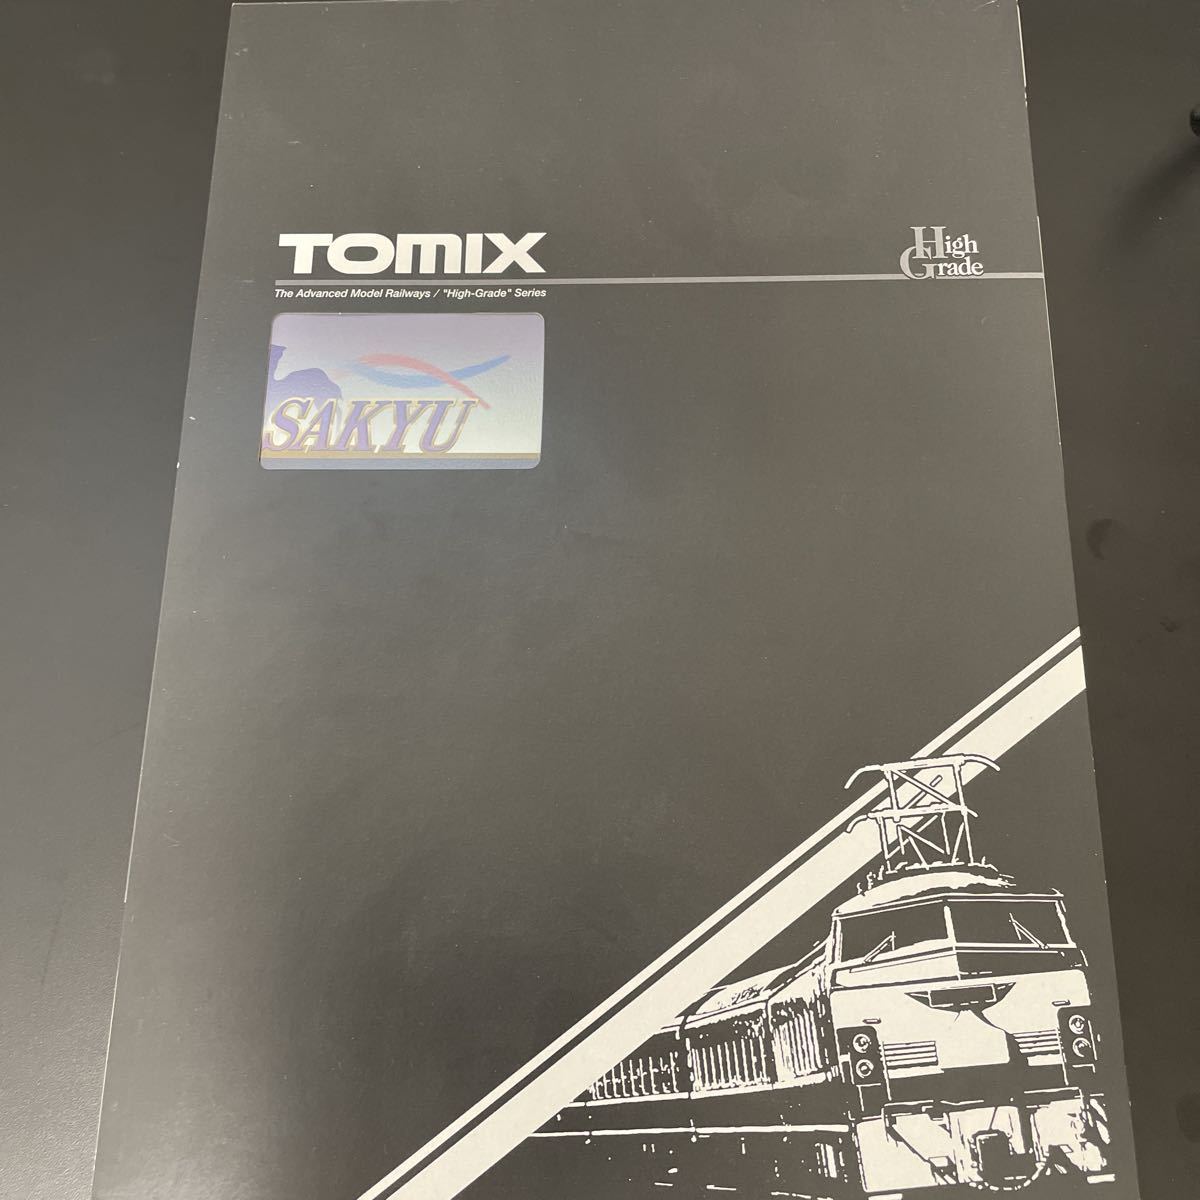 TOMIX
High
Grade
The Advanced Model Railways / "High-Grade" Series
SAKYU